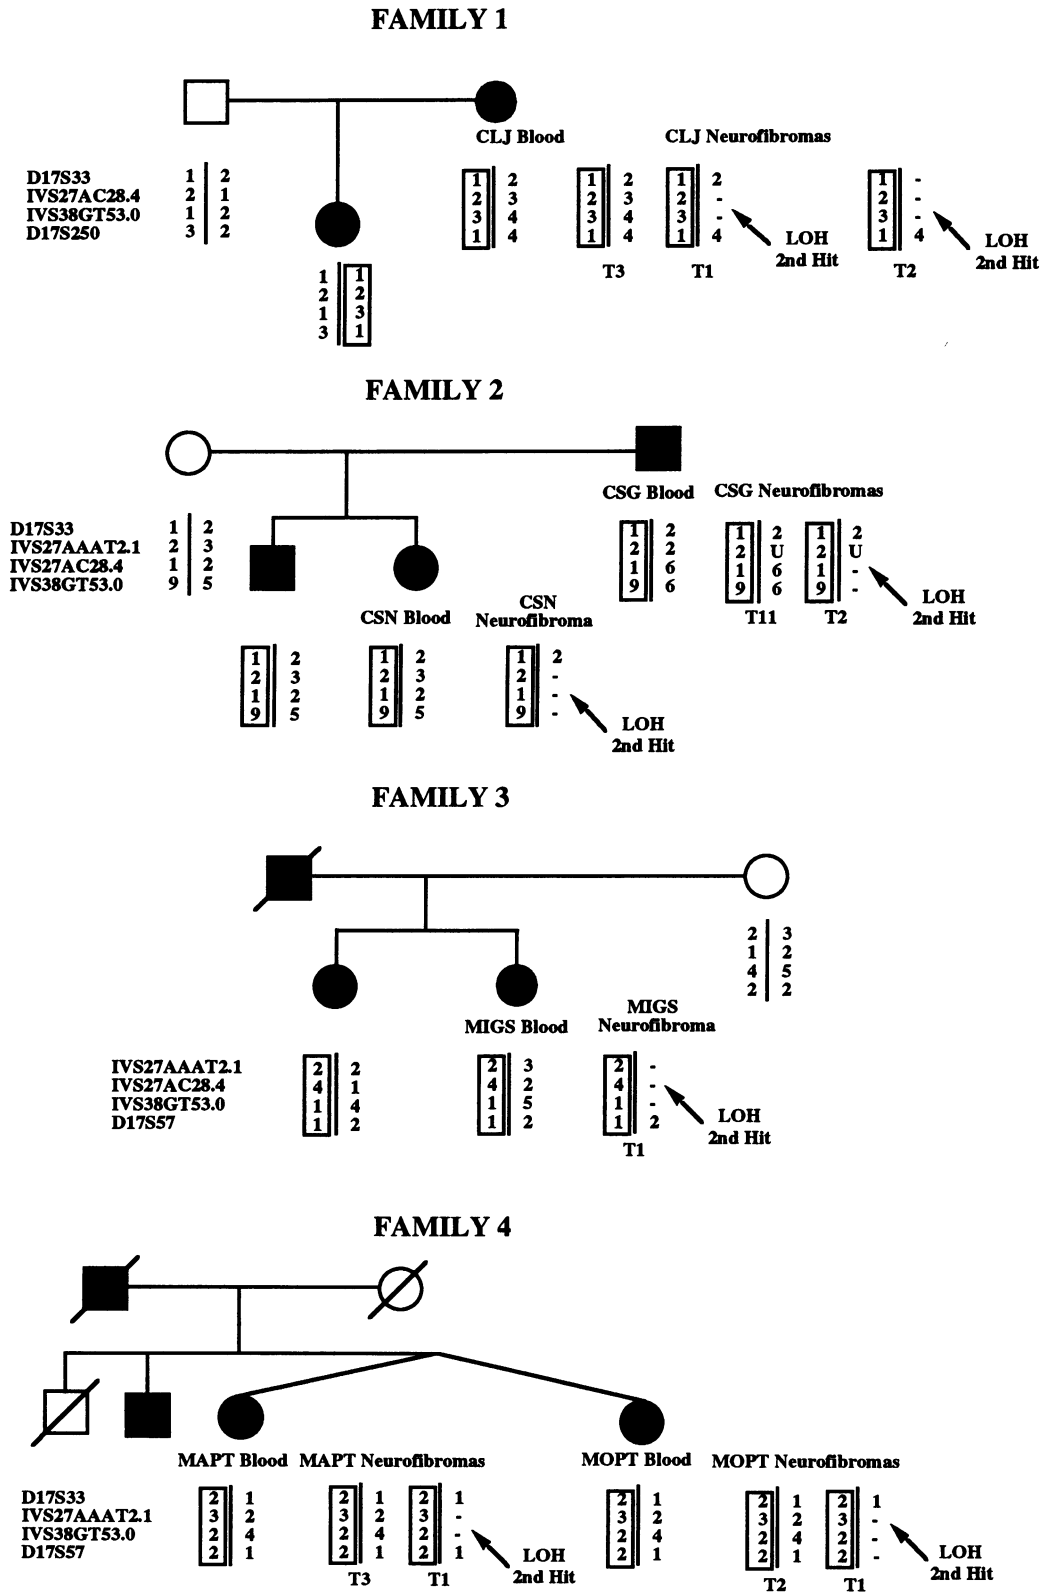 FAMILY 1
CLJ Blood CLJ Neurofibromas
D17S33 1 2 1 2 1 2 1 2 1 -
IVS27AC28.4 2 1 2 3 2 3 2 - 2 -
IVS38GT53.0 1 2 3 4 3 4 3 - 3 -
D17S250 3 2 1 4 1 4 1 4 1 4
LOH LOH
2nd Hit 2nd Hit
T3 T1 T2
1 1
2 2
1 3
3 1
FAMILY 2
CSG Blood CSG Neurofibromas
D17S33 1 2 1 2 1 2 1 2
IVS27AAAT2.1 2 3 2 2 2 U 2 U
IVS27AC28.4 1 2 1 6 1 6 1 -
IVS38GT53.0 9 5 9 6 9 6 9 -
LOH
2nd Hit
T11 T2
CSN Blood CSN
Neurofibroma
1 2 1 2 1 2
2 3 2 3 2 -
1 2 1 2 1 -
9 5 9 5 9 -
LOH
2nd Hit
FAMILY 3
2 3
1 2
4 5
2 2
MIGS Blood MIGS
Neurofibroma
IVS27AAAT2.1 2 2 2 3 2 -
IVS27AC28.4 4 1 4 2 4 -
IVS38GT53.0 1 4 1 5 1 -
D17S57 1 2 1 2 1 2
LOH
2nd Hit
T1
FAMILY 4
MAPT Blood MAPT Neurofibromas MOPT Blood MOPT Neurofibromas
D17S33 2 1 2 1 2 1 2 1 2 1 2 1
IVS27AAAT2.1 3 2 3 2 3 - 3 2 3 2 3 -
IVS38GT53.0 2 4 2 4 2 - 2 4 2 4 2 -
D17S57 2 1 2 1 2 1 2 1 2 1 2 -
LOH LOH
2nd Hit 2nd Hit
T3 T1 T2 T1